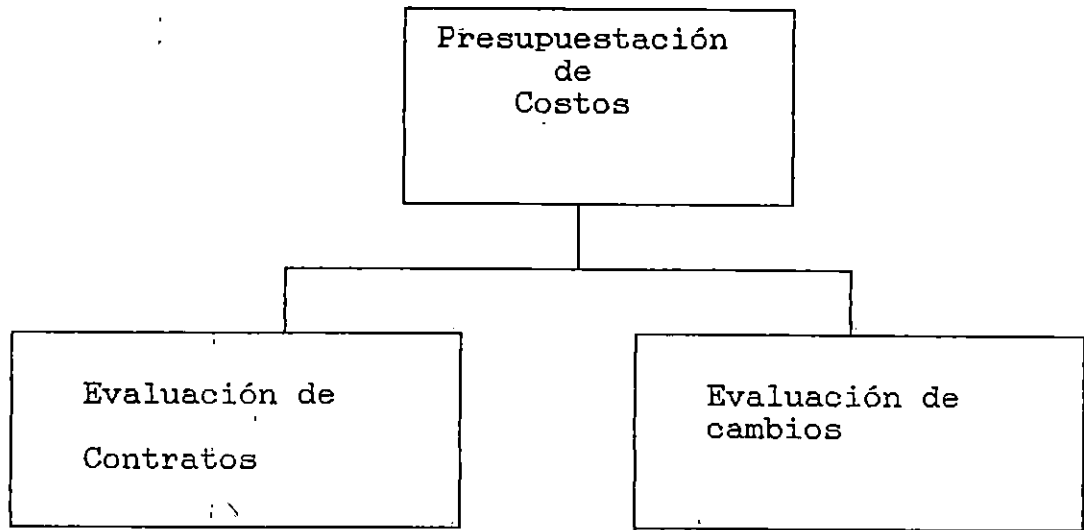 Presupuestación
de
Costos
Evaluación de
Contratos
Evaluación de
cambios